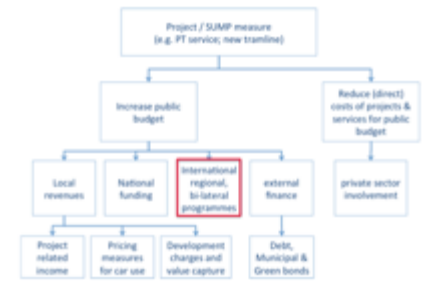 Project / SUMP measure
(e.g. PT service; new tramline)
Increase public
budget
Reduce (direct)
costs of projects &
services for public
budget
Local
revenues
National
funding
International
regional,
bi-lateral
programmes
external
finance
private sector
involvement
Project
related
income
Pricing
measures
for car use
Development
charges and
value capture
Debt,
Municipal &
Green bonds